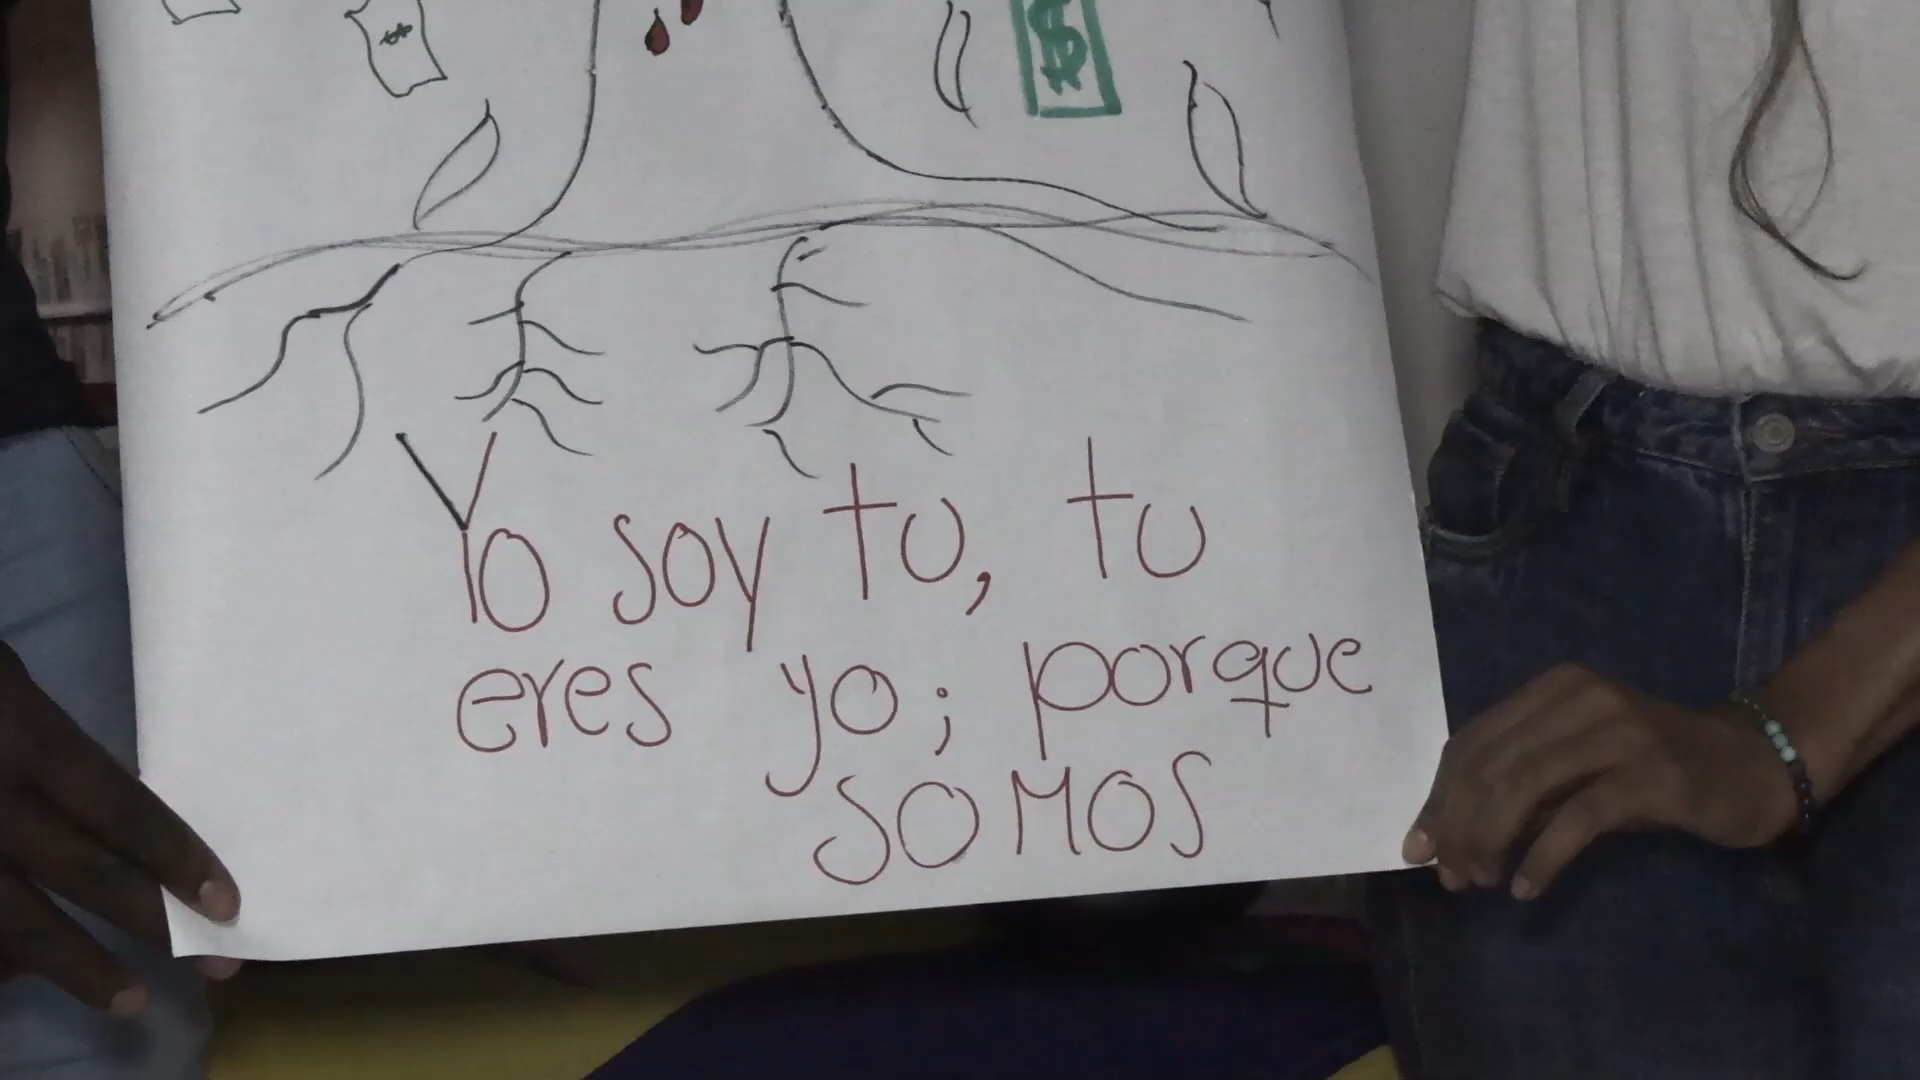 $
Yo soy tu, tu
eres yo; porque
somos